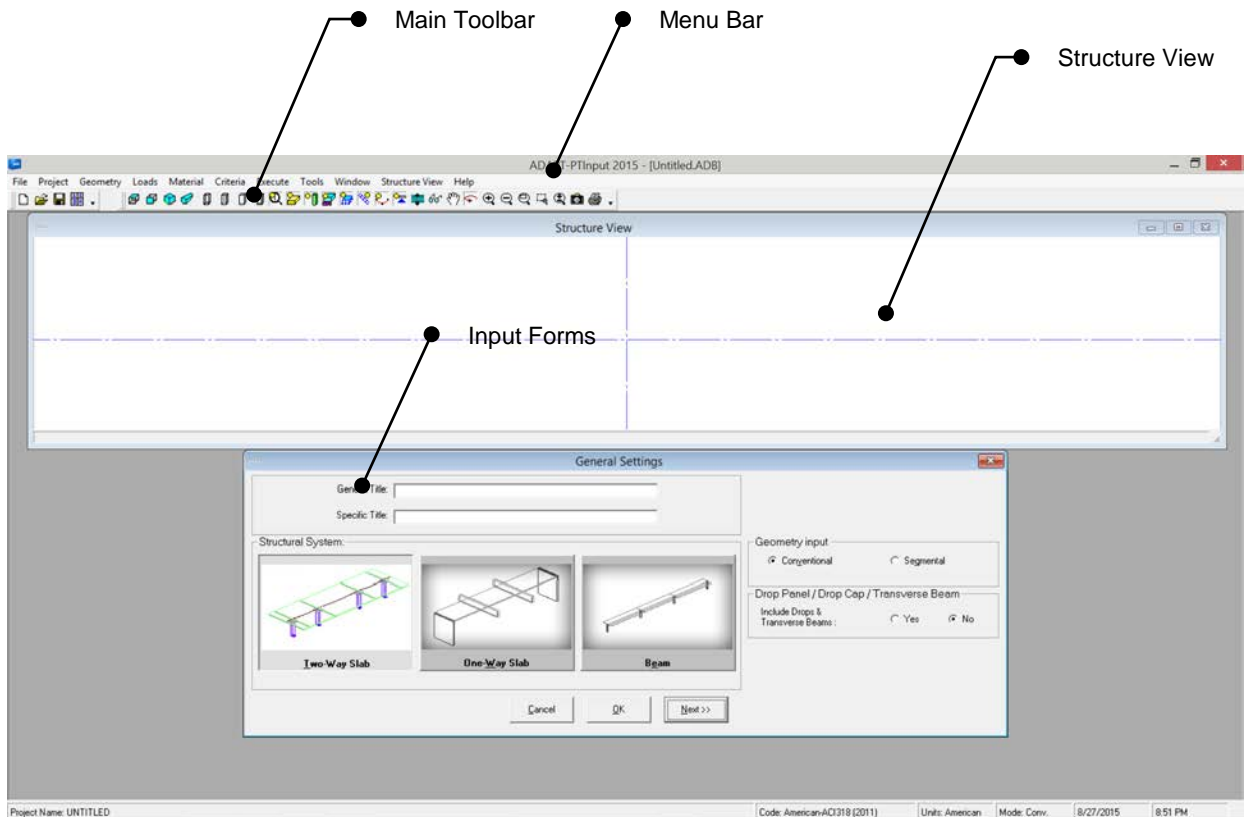 Main Toolbar
Menu Bar
Structure View
ADAPT-PTInput 2015 - [Untitled.ADB]
File Project Geometry Loads Material Criteria Execute Tools Window Structure View Help
Structure View
Input Forms
General Settings
General Title:
Specific Title:
Structural System:
Two-Way Slab
One-Way Slab
Beam
Geometry input
Conventional
Segmental
Drop Panel / Drop Cap / Transverse Beam
Include Drops &
Transverse Beams :
Yes
No
Cancel
OK
Next >>
Project Name: UNTITLED
Code: American-ACI318 (2011)
Units: American
Mode: Conv.
8/27/2015
8:51 PM